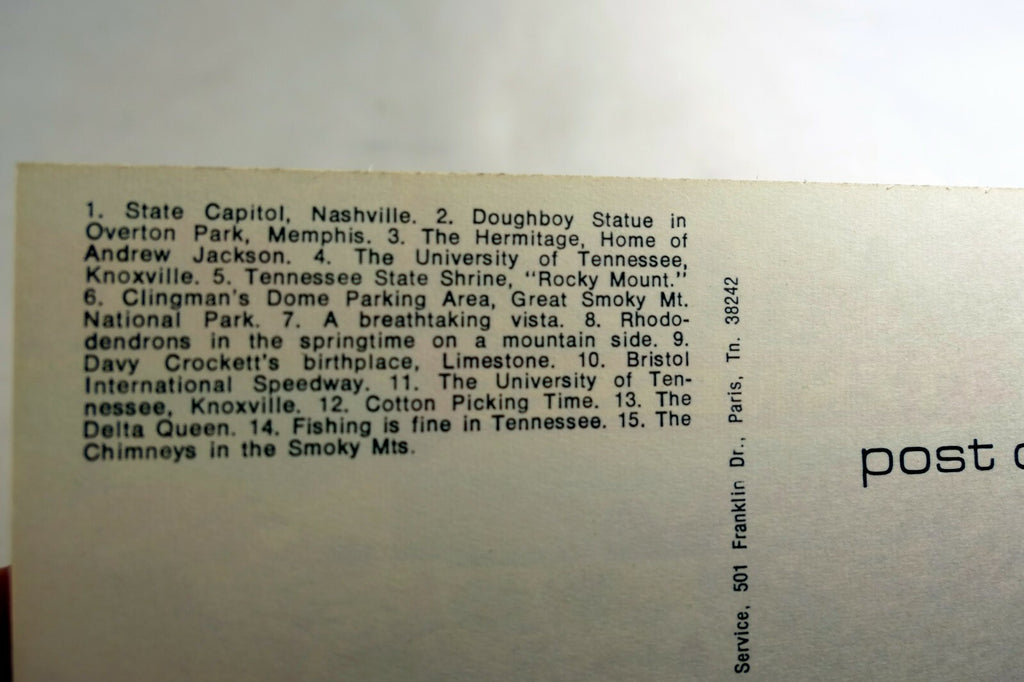 1. State Capitol, Nashville. 2. Doughboy Statue in
Overton Park, Memphis. 3. The Hermitage, Home of
Andrew Jackson. 4. The University of Tennessee,
Knoxville. 5. Tennessee State Shrine, "Rocky Mount."
6. Clingman's Dome Parking Area, Great Smoky Mt.
National Park. 7. A breathtaking vista. 8. Rhodo-
dendrons in the springtime on a mountain side. 9.
Davy Crockett's birthplace, Limestone. 10. Bristol
International Speedway. 11. The University of Ten-
nessee, Knoxville. 12. Cotton Picking Time. 13. The
Delta Queen. 14. Fishing is fine in Tennessee. 15. The
Chimneys in the Smoky Mts.
Service, 501 Franklin Dr., Paris, Tn. 38242
post